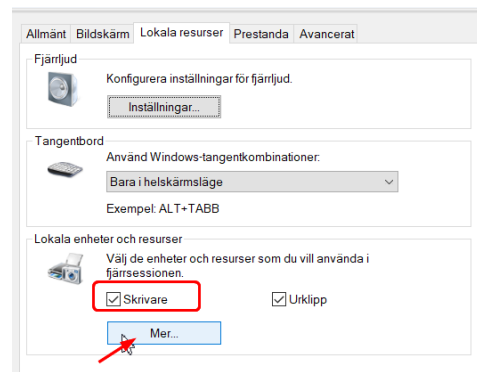 Allmänt Bildskärm Lokala resurser Prestanda Avancerat
Fjärrljud
Konfigurera inställningar för fjärrljud.
Inställningar...
Tangentbord
Använd Windows-tangentkombinationer:
Bara i helskärmsläge
Exempel: ALT+TABB
Lokala enheter och resurser
Välj de enheter och resurser som du vill använda i
fjärrsessionen.
Skrivare Urklipp
Mer...